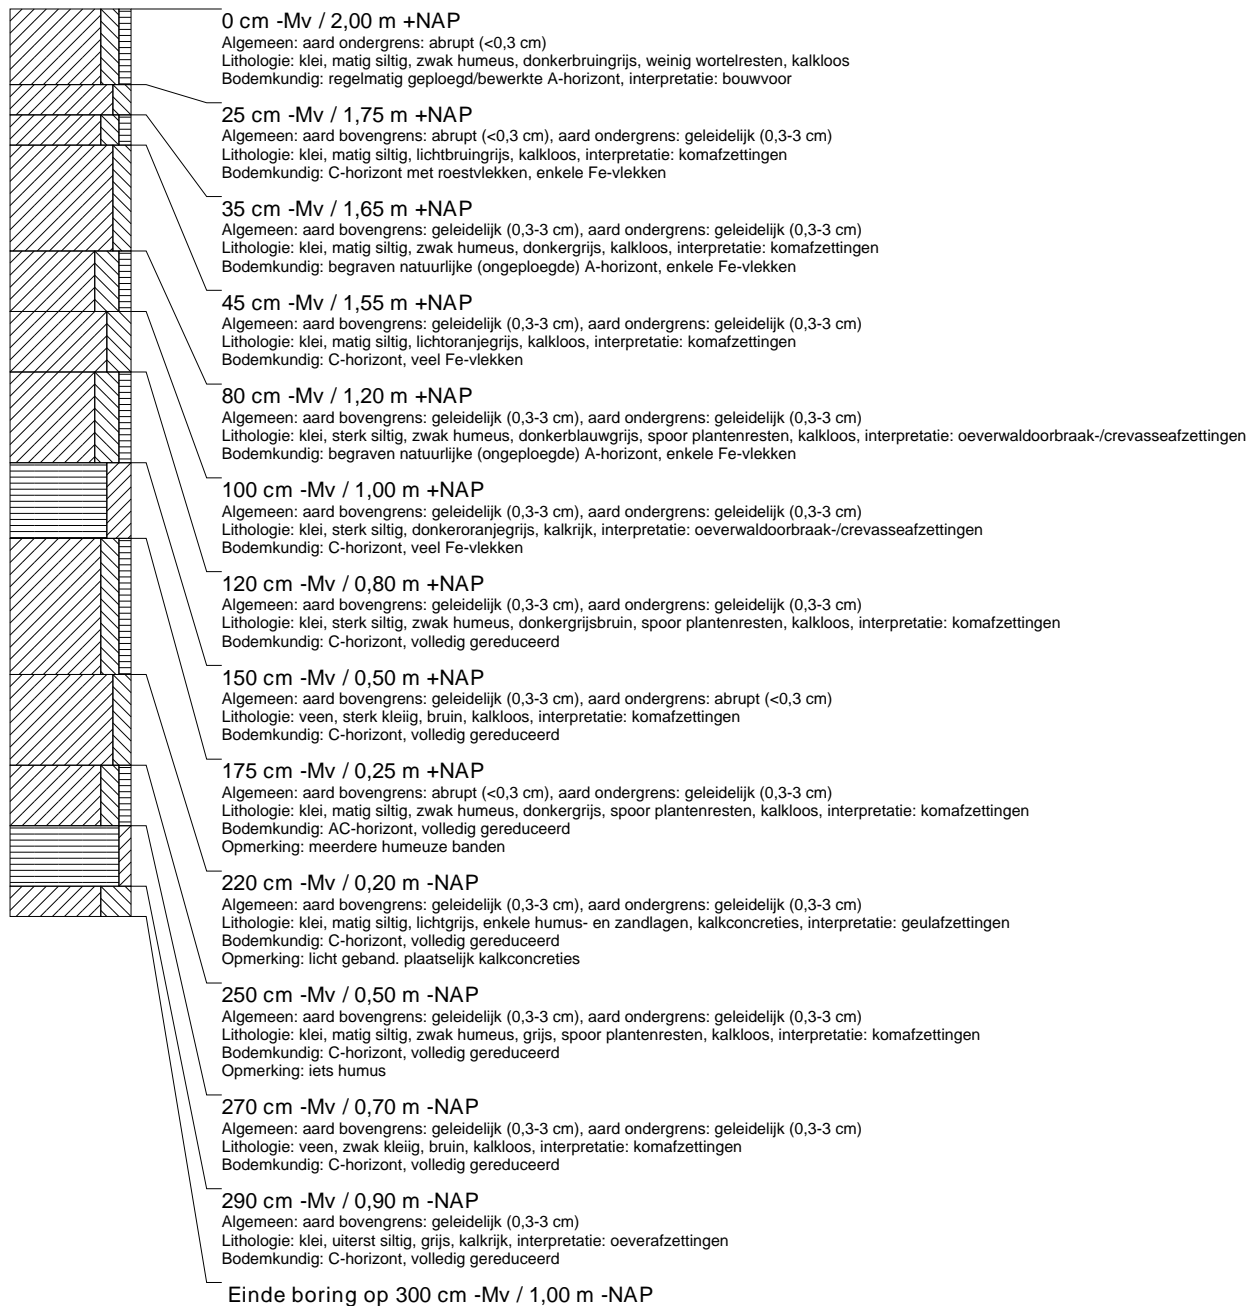 0 cm -Mv / 2,00 m +NAP
Algemeen: aard ondergrens: abrupt (<0,3 cm)
Lithologie: klei, matig siltig, zwak humeus, donkerbruingrijs, weinig wortelresten, kalkloos
Bodemkundig: regelmatig geploegd/bewerkte A-horizont, interpretatie: bouwvoor
25 cm -Mv / 1,75 m +NAP
Algemeen: aard bovengrens: abrupt (<0,3 cm), aard ondergrens: geleidelijk (0,3-3 cm)
Lithologie: klei, matig siltig, lichtbruingrijs, kalkloos, interpretatie: komafzettingen
Bodemkundig: C-horizont met roestvlekken, enkele Fe-vlekken
35 cm -Mv / 1,65 m +NAP
Algemeen: aard bovengrens: geleidelijk (0,3-3 cm), aard ondergrens: geleidelijk (0,3-3 cm)
Lithologie: klei, matig siltig, zwak humeus, donkergrijs, kalkloos, interpretatie: komafzettingen
Bodemkundig: begraven natuurlijke (ongeploegde) A-horizont, enkele Fe-vlekken
45 cm -Mv / 1,55 m +NAP
Algemeen: aard bovengrens: geleidelijk (0,3-3 cm), aard ondergrens: geleidelijk (0,3-3 cm)
Lithologie: klei, matig siltig, lichtoranjegrijs, kalkloos, interpretatie: komafzettingen
Bodemkundig: C-horizont, veel Fe-vlekken
80 cm -Mv / 1,20 m +NAP
Algemeen: aard bovengrens: geleidelijk (0,3-3 cm), aard ondergrens: geleidelijk (0,3-3 cm)
Lithologie: klei, sterk siltig, zwak humeus, donkerblauwgrijs, spoor plantenresten, kalkloos, interpretatie: oeverwaldoorbraak-/crevasseafzettingen
Bodemkundig: begraven natuurlijke (ongeploegde) A-horizont, enkele Fe-vlekken
100 cm -Mv / 1,00 m +NAP
Algemeen: aard bovengrens: geleidelijk (0,3-3 cm), aard ondergrens: geleidelijk (0,3-3 cm)
Lithologie: klei, sterk siltig, donkeroranjegrijs, kalkrijk, interpretatie: oeverwaldoorbraak-/crevasseafzettingen
Bodemkundig: C-horizont, veel Fe-vlekken
120 cm -Mv / 0,80 m +NAP
Algemeen: aard bovengrens: geleidelijk (0,3-3 cm), aard ondergrens: geleidelijk (0,3-3 cm)
Lithologie: klei, sterk siltig, zwak humeus, donkergrijsbruin, spoor plantenresten, kalkloos, interpretatie: komafzettingen
Bodemkundig: C-horizont, volledig gereduceerd
150 cm -Mv / 0,50 m +NAP
Algemeen: aard bovengrens: geleidelijk (0,3-3 cm), aard ondergrens: abrupt (<0,3 cm)
Lithologie: veen, sterk kleiig, bruin, kalkloos, interpretatie: komafzettingen
Bodemkundig: C-horizont, volledig gereduceerd
175 cm -Mv / 0,25 m +NAP
Algemeen: aard bovengrens: abrupt (<0,3 cm), aard ondergrens: geleidelijk (0,3-3 cm)
Lithologie: klei, matig siltig, zwak humeus, donkergrijs, spoor plantenresten, kalkloos, interpretatie: komafzettingen
Bodemkundig: AC-horizont, volledig gereduceerd
Opmerking: meerdere humeuze banden
220 cm -Mv / 0,20 m -NAP
Algemeen: aard bovengrens: geleidelijk (0,3-3 cm), aard ondergrens: geleidelijk (0,3-3 cm)
Lithologie: klei, matig siltig, lichtgrijs, enkele humus- en zandlagen, kalkconcreties, interpretatie: geulafzettingen
Bodemkundig: C-horizont, volledig gereduceerd
Opmerking: licht geband. plaatselijk kalkconcreties
250 cm -Mv / 0,50 m -NAP
Algemeen: aard bovengrens: geleidelijk (0,3-3 cm), aard ondergrens: geleidelijk (0,3-3 cm)
Lithologie: klei, matig siltig, zwak humeus, grijs, spoor plantenresten, kalkloos, interpretatie: komafzettingen
Bodemkundig: C-horizont, volledig gereduceerd
Opmerking: iets humus
270 cm -Mv / 0,70 m -NAP
Algemeen: aard bovengrens: geleidelijk (0,3-3 cm), aard ondergrens: geleidelijk (0,3-3 cm)
Lithologie: veen, zwak kleiig, bruin, kalkloos, interpretatie: komafzettingen
Bodemkundig: C-horizont, volledig gereduceerd
290 cm -Mv / 0,90 m -NAP
Algemeen: aard bovengrens: geleidelijk (0,3-3 cm)
Lithologie: klei, uiterst siltig, grijs, kalkrijk, interpretatie: oeverafzettingen
Bodemkundig: C-horizont, volledig gereduceerd
Einde boring op 300 cm -Mv / 1,00 m -NAP